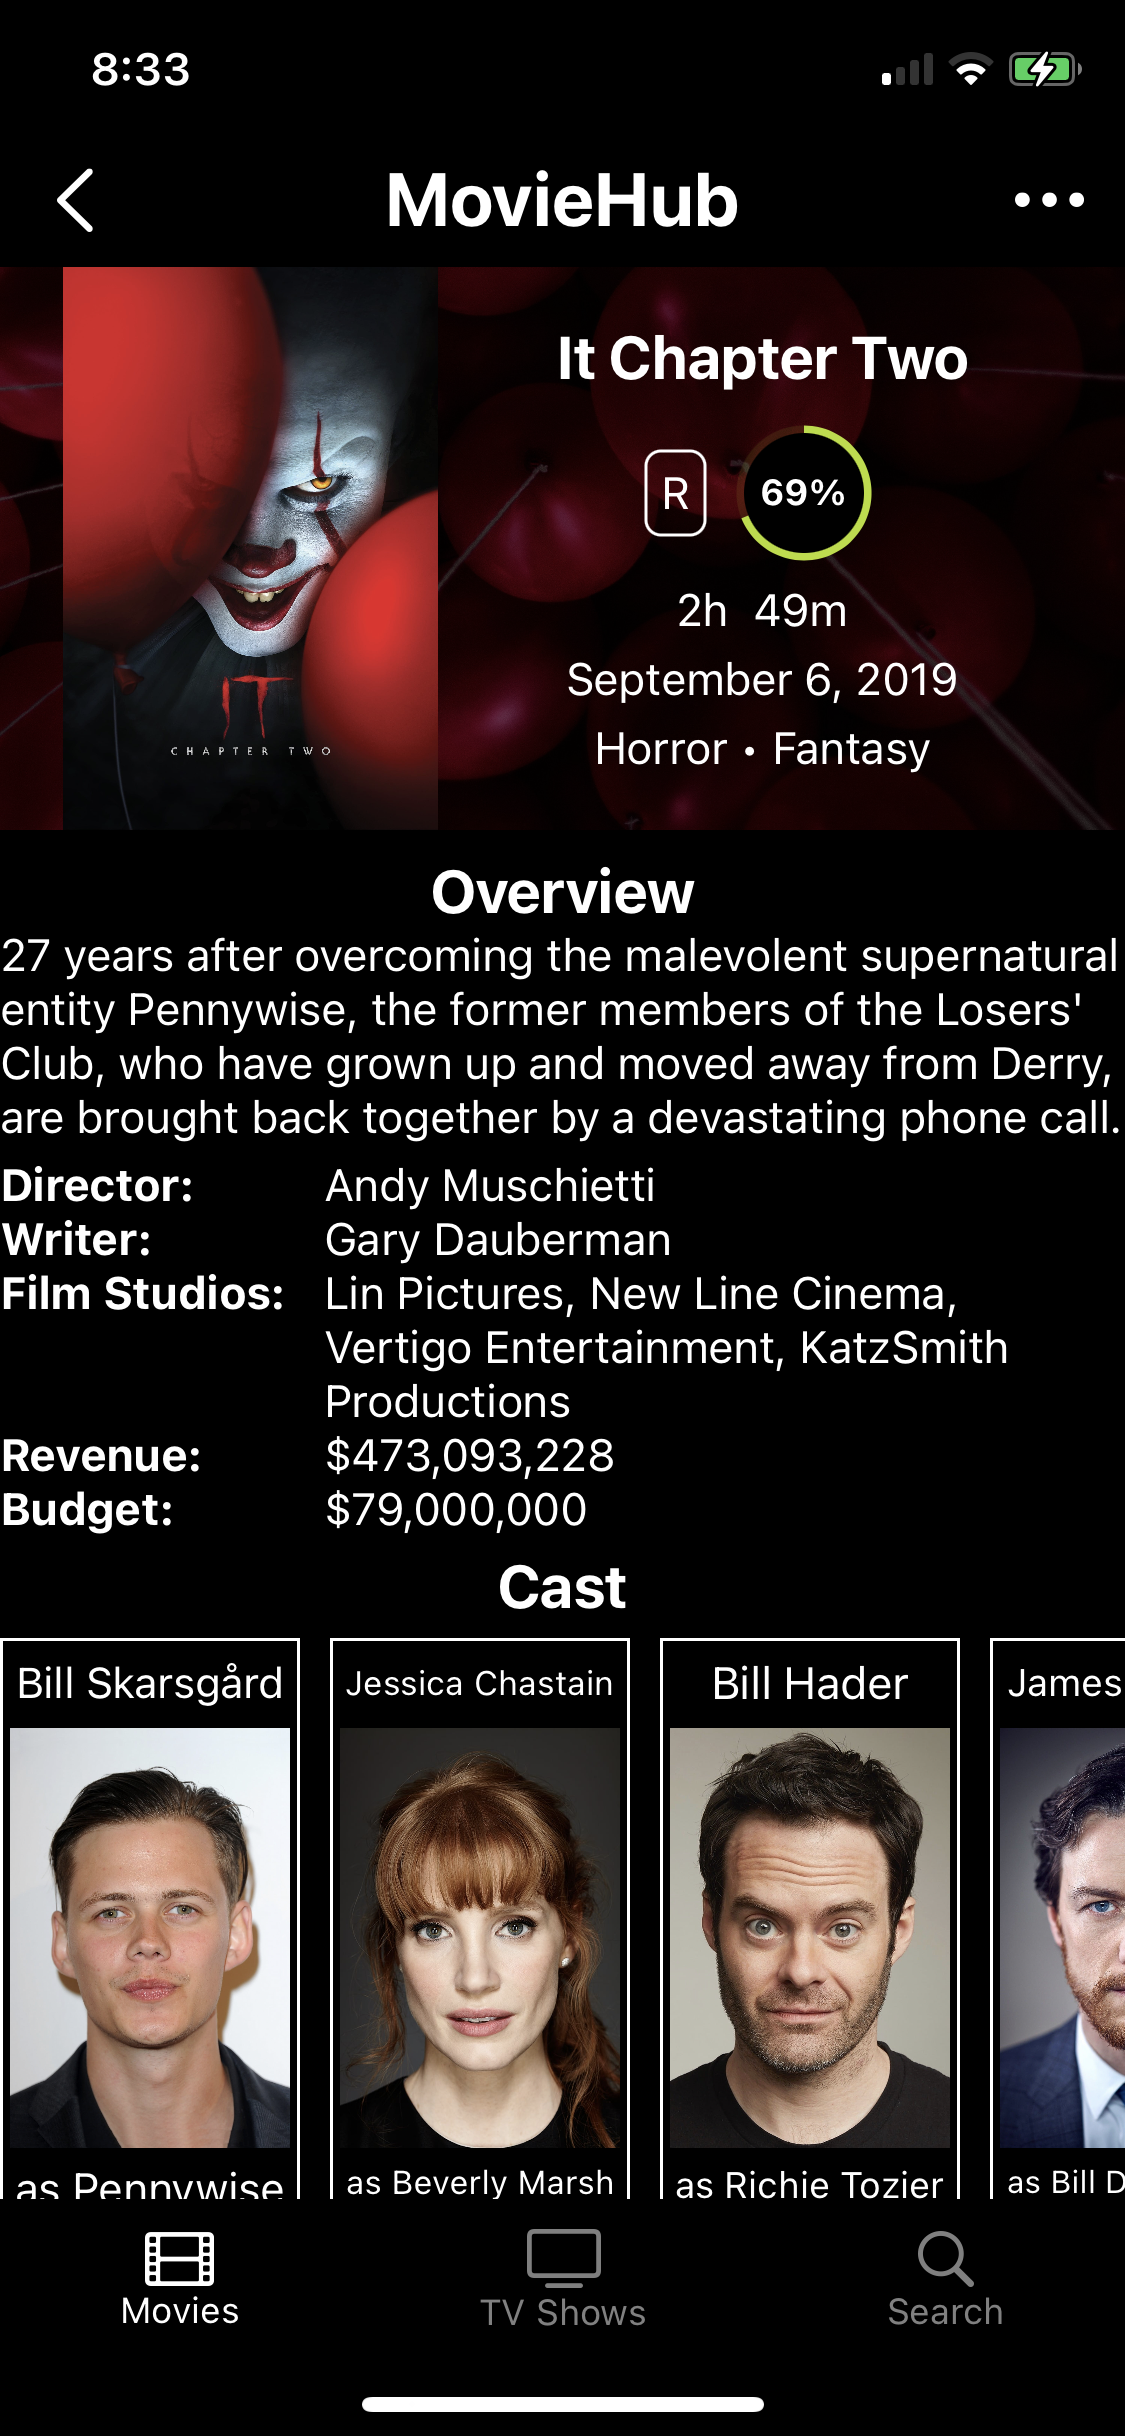 8:33
MovieHub
It Chapter Two
R
69%
2h 49m
September 6, 2019
Horror • Fantasy
IT
CHAPTER TWO
Overview
27 years after overcoming the malevolent supernatural
entity Pennywise, the former members of the Losers'
Club, who have grown up and moved away from Derry,
are brought back together by a devastating phone call.
Director: Andy Muschietti
Writer: Gary Dauberman
Film Studios: Lin Pictures, New Line Cinema,
Vertigo Entertainment, KatzSmith
Productions
Revenue: $473,093,228
Budget: $79,000,000
Cast
Bill Skarsgård
Jessica Chastain
Bill Hader
James
as Pennywise
as Beverly Marsh
as Richie Tozier
as Bill D
Movies
TV Shows
Search